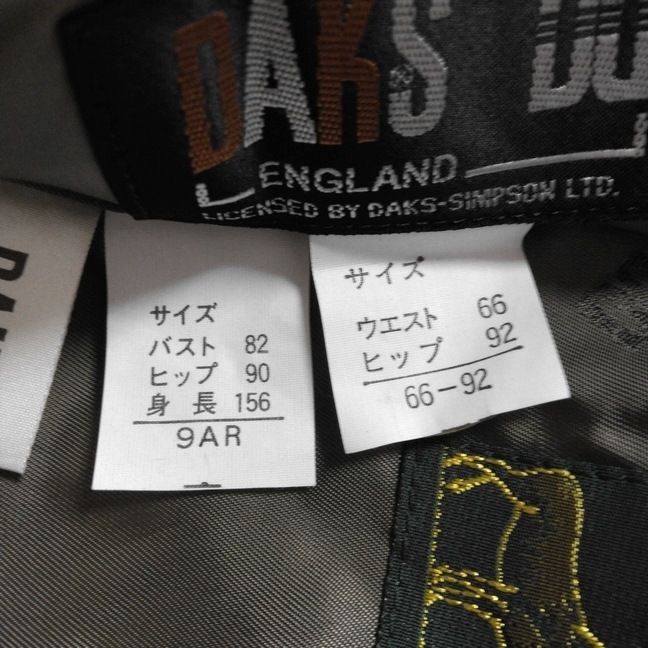 DAKS®
ENGLAND
LICENSED BY DAKS-SIMPSON LTD.
サイズ
バスト 82
ヒップ 90
身長 156
9AR
サイズ
ウエスト 66
ヒップ 92
66-92